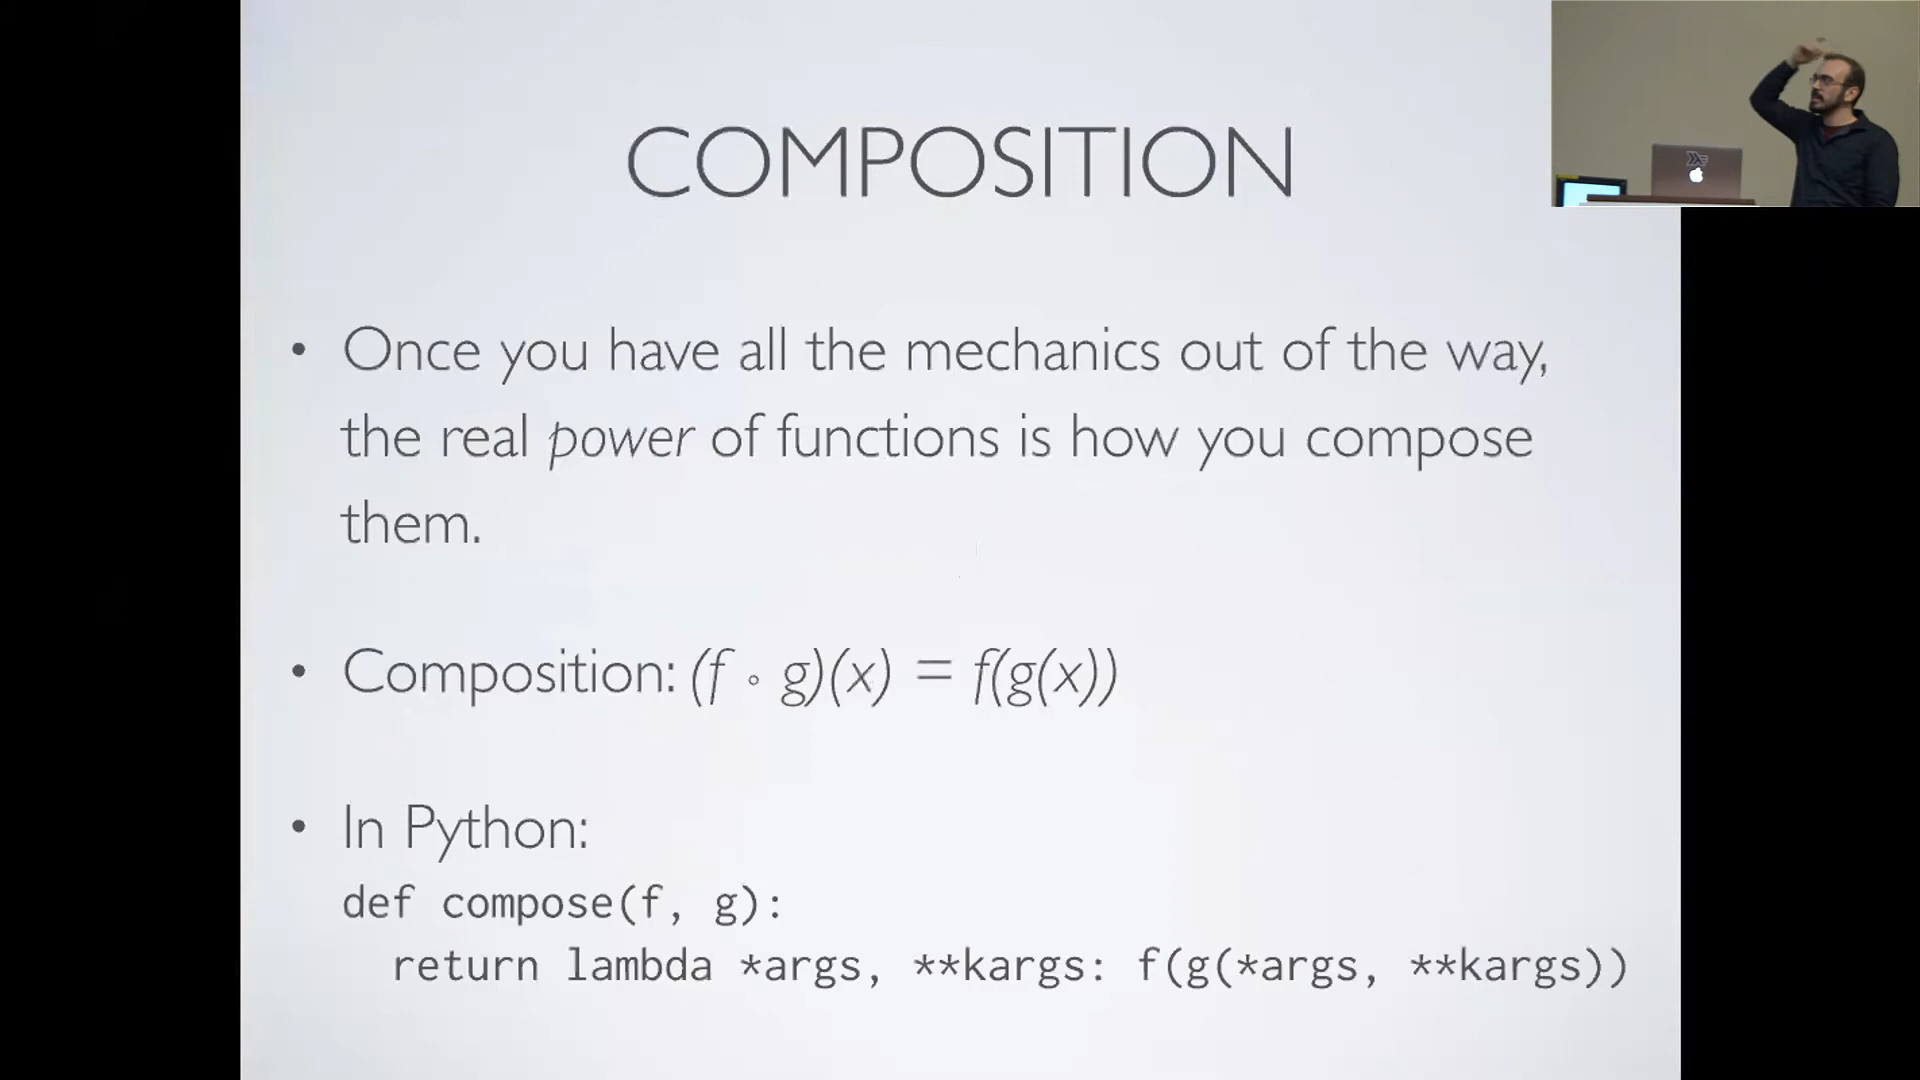 COMPOSITION
• Once you have all the mechanics out of the way,
the real power of functions is how you compose
them.
• Composition: (f ∘ g)(x) = f(g(x))
• In Python:
def compose(f, g):
  return lambda *args, **kargs: f(g(*args, **kargs))